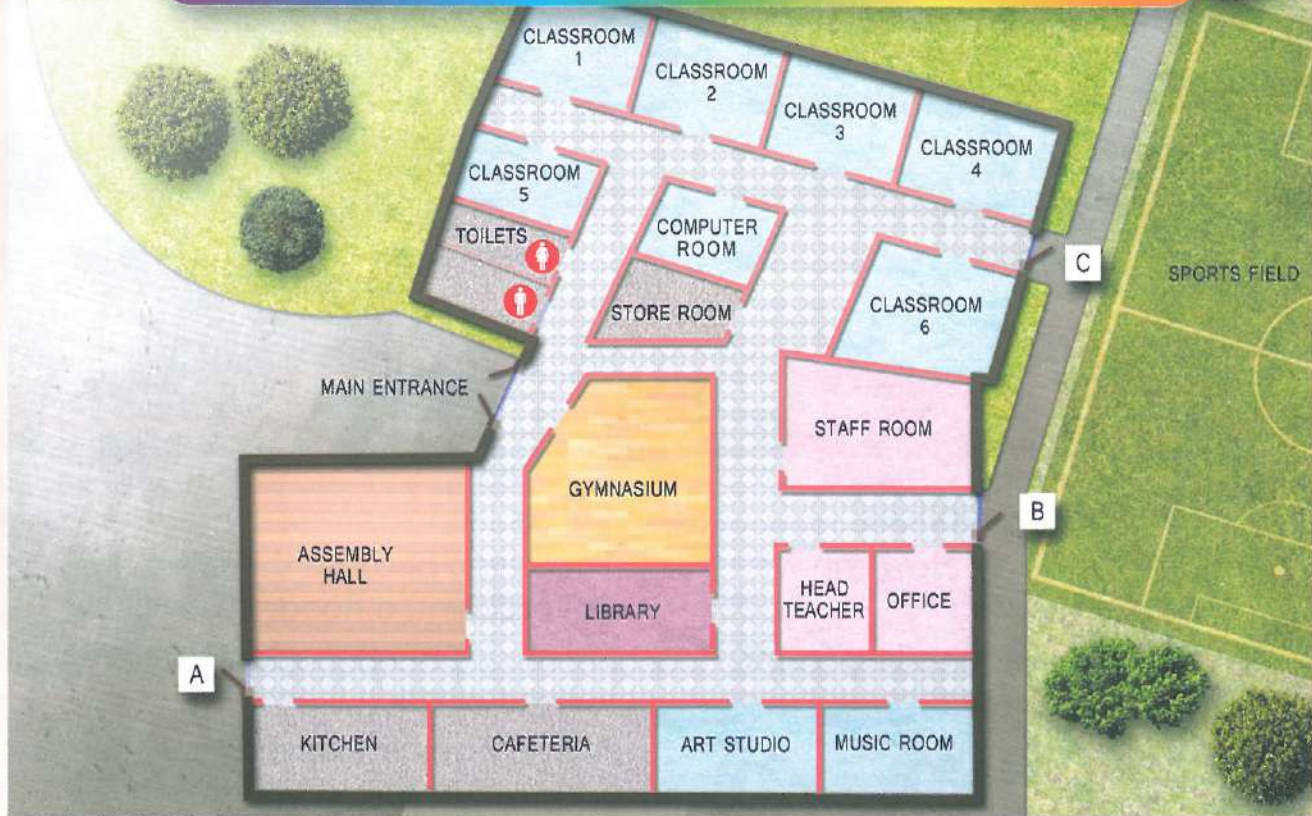 CLASSROOM
1
CLASSROOM
2
CLASSROOM
3
CLASSROOM
4
CLASSROOM
5
TOILETS
COMPUTER
ROOM
STORE ROOM
CLASSROOM
6
C
SPORTS FIELD
MAIN ENTRANCE
STAFF ROOM
GYMNASIUM
B
ASSEMBLY
HALL
LIBRARY
HEAD
TEACHER
OFFICE
A
KITCHEN
CAFETERIA
ART STUDIO
MUSIC ROOM